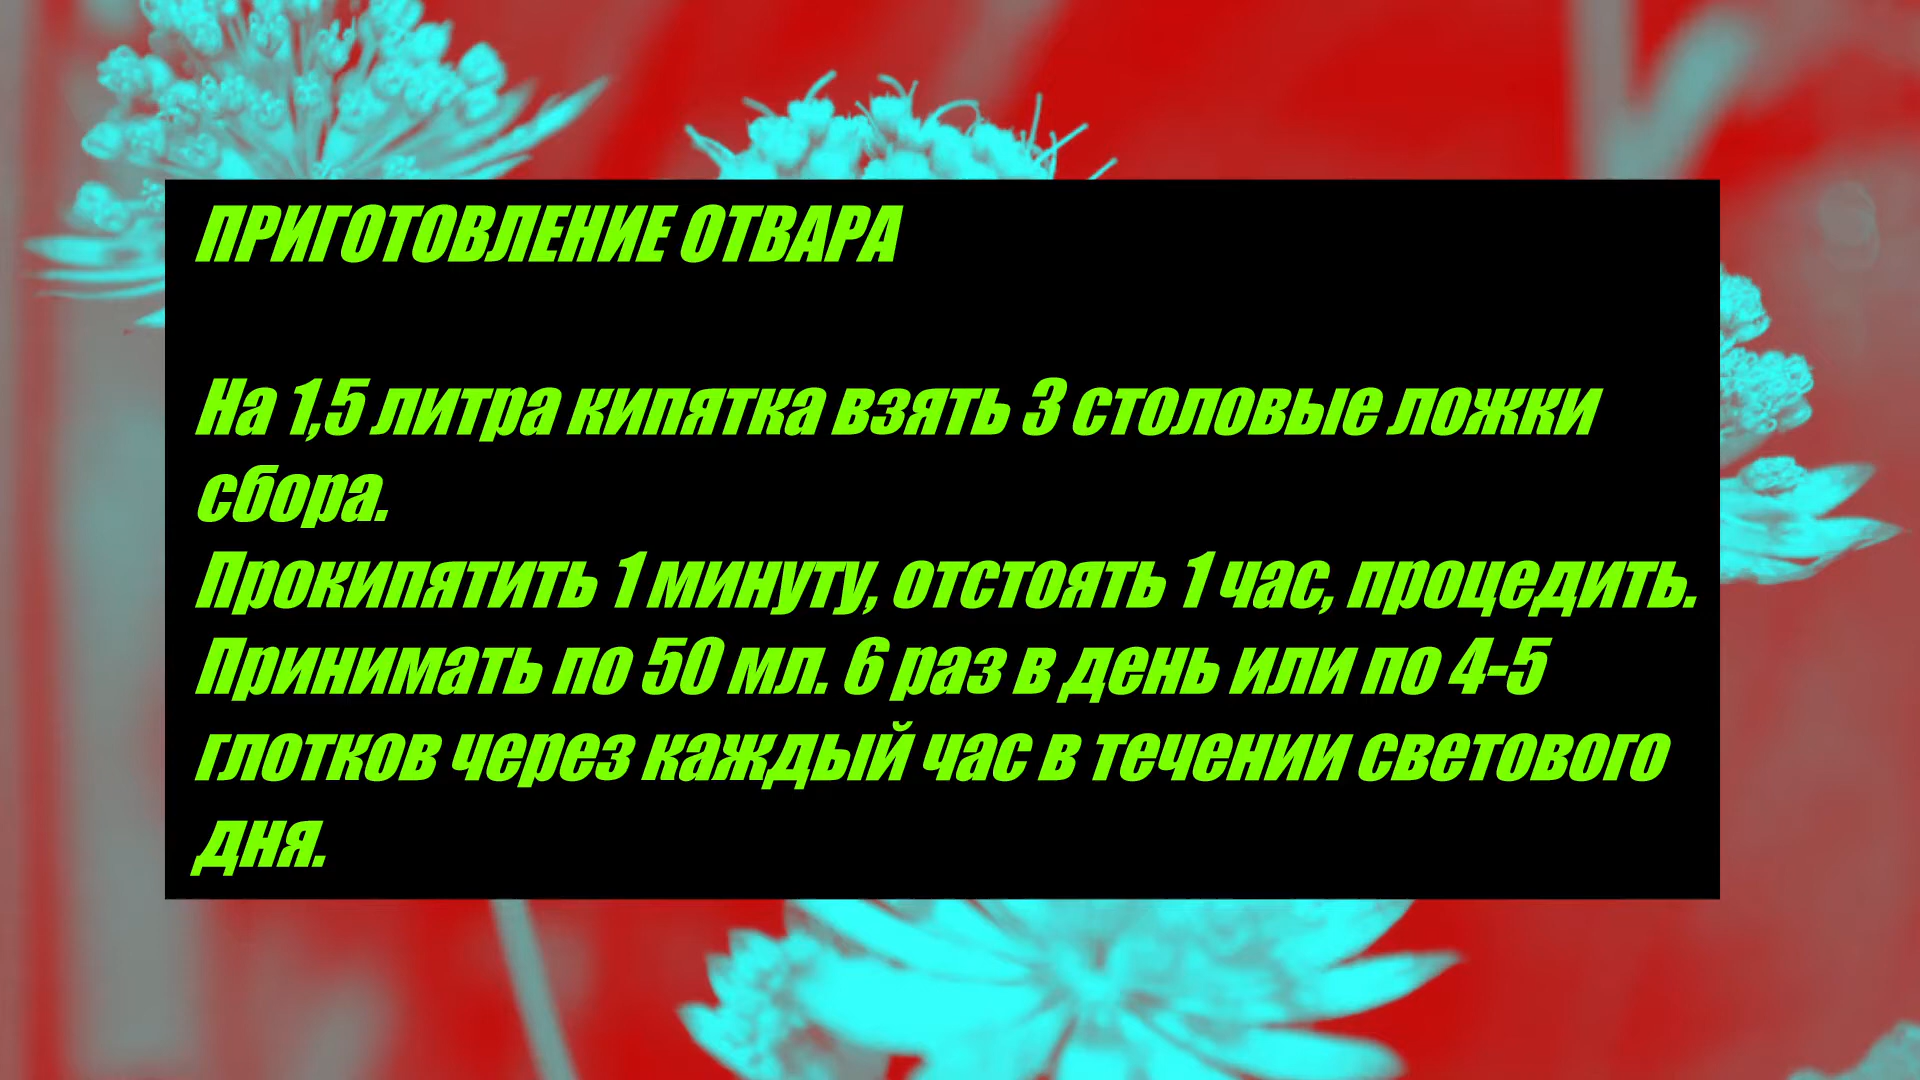 ПРИГОТОВЛЕНИЕ ОТВАРА
На 1,5 литра кипятка взять 3 столовые ложки
сбора.
Прокипятить 1 минуту, отстоять 1 час, процедить.
Принимать по 50 мл. 6 раз в день или по 4-5
глотков через каждый час в течении светового
дня.